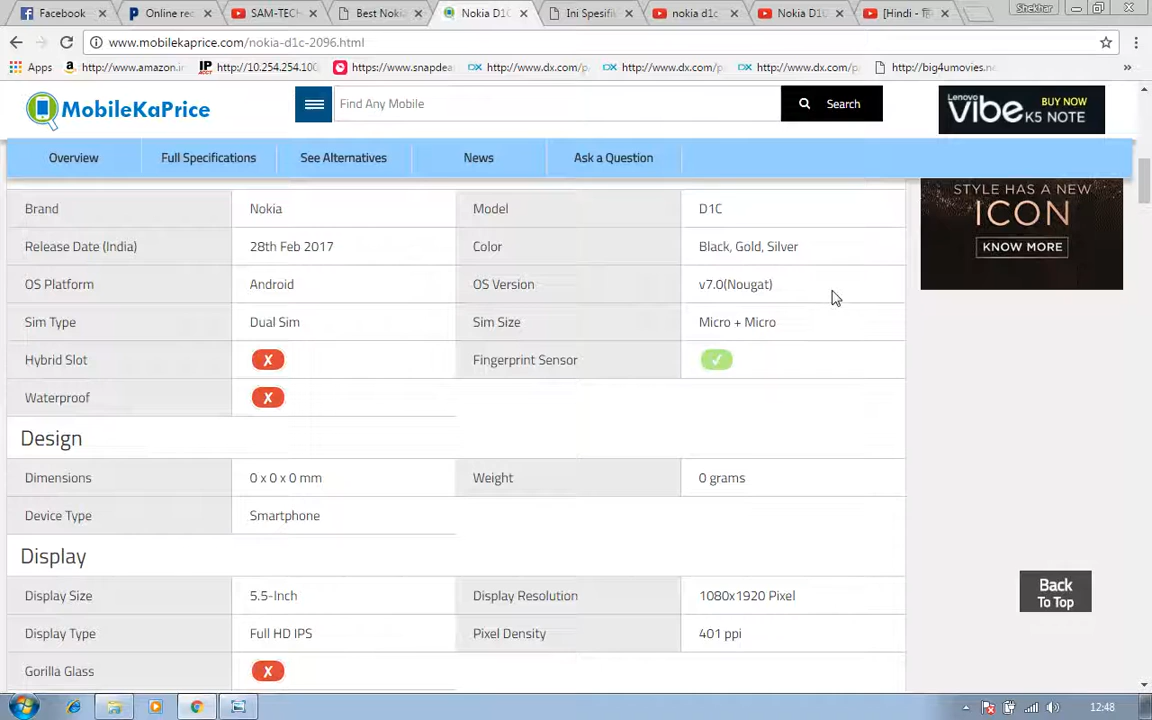 Facebook
Online rec
SAM-TECH
Best Nokia
Nokia D1C
Ini Spesifi
nokia d1c
Nokia D1C
[Hindi -
Shekhar
www.mobilekaprice.com/nokia-d1c-2096.html
Apps
http://www.amazon.in
http://10.254.254.100
https://www.snapdea
http://www.dx.com/p
http://www.dx.com/p
http://www.dx.com/p
http://big4umovies.ne
MobileKaPrice
Find Any Mobile
Search
Lenovo
VIBE
BUY NOW
K5 NOTE
Overview
Full Specifications
See Alternatives
News
Ask a Question
STYLE HAS A NEW
ICON
KNOW MORE
Brand Nokia Model D1C
Release Date (India) 28th Feb 2017 Color Black, Gold, Silver
OS Platform Android OS Version v7.0(Nougat)
Sim Type Dual Sim Sim Size Micro + Micro
Hybrid Slot X Fingerprint Sensor ✓
Waterproof X
Design
Dimensions 0 x 0 x 0 mm Weight 0 grams
Device Type Smartphone
Display
Display Size 5.5-Inch Display Resolution 1080x1920 Pixel
Display Type Full HD IPS Pixel Density 401 ppi
Gorilla Glass X
Back
To Top
12:48